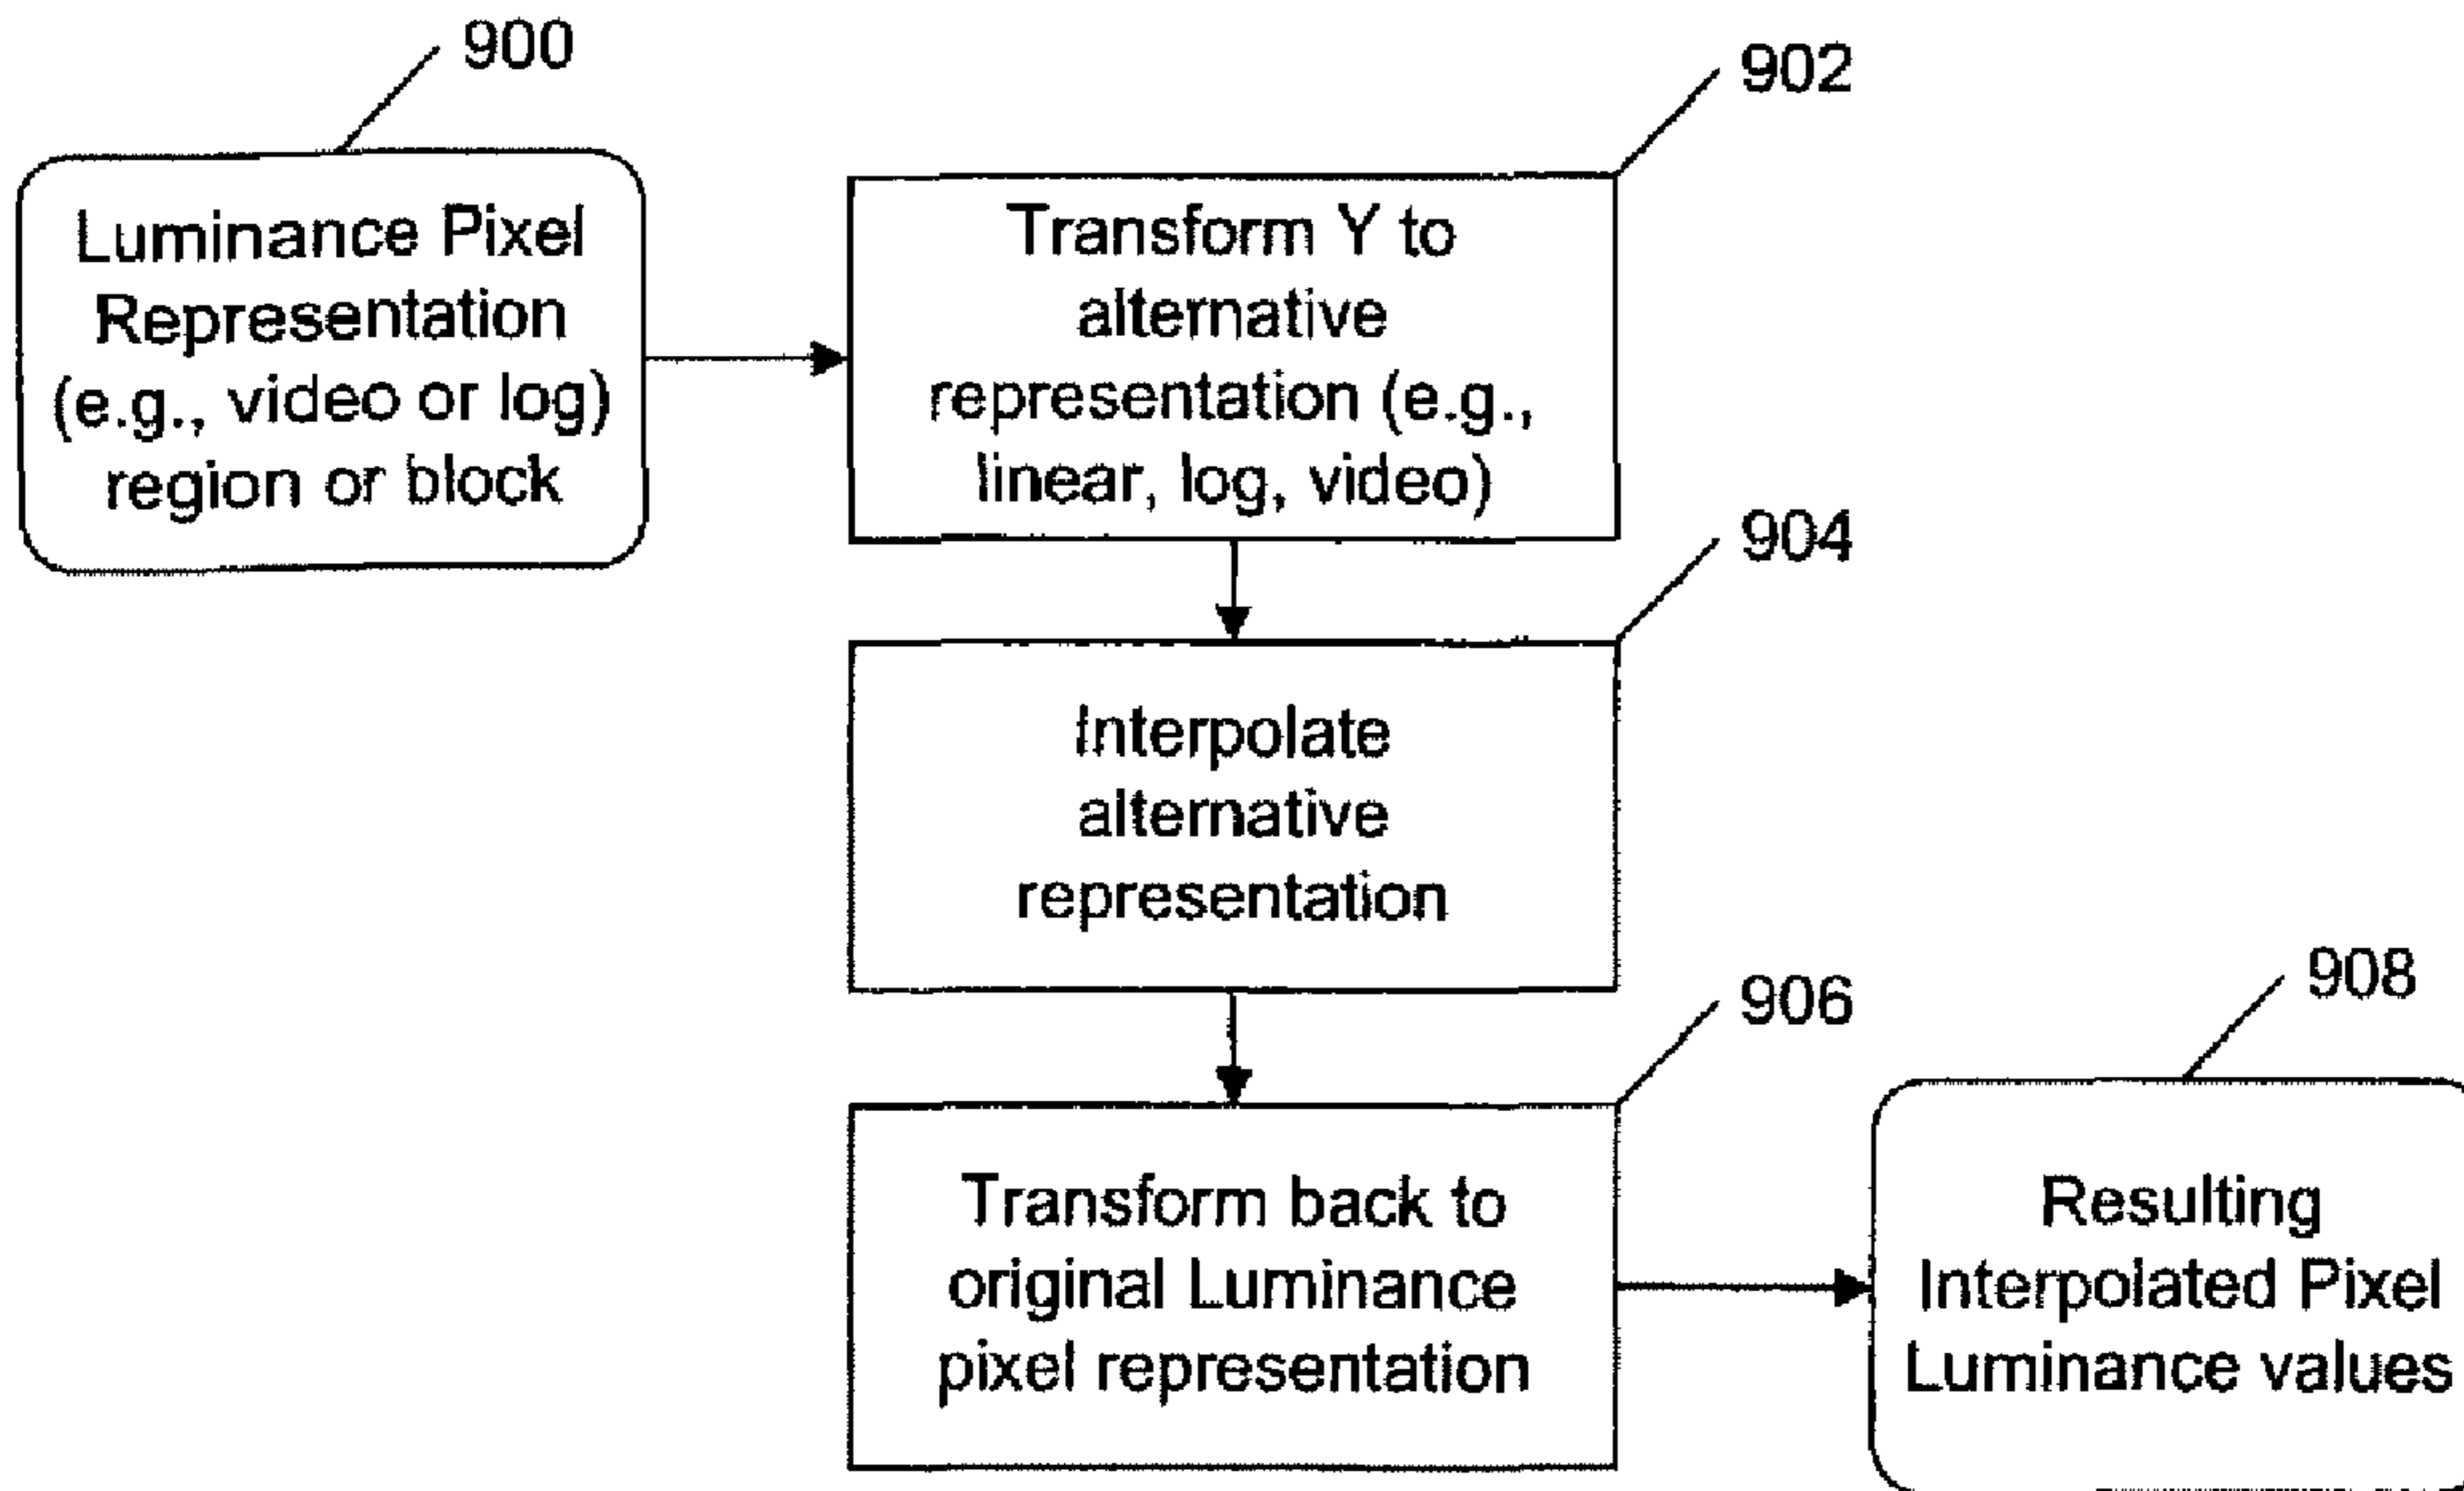 900
Luminance Pixel
Representation
(e.g., video or log)
region or block
902
Transform Y to
alternative
representation (e.g.,
linear, log, video)
904
Interpolate
alternative
representation
906
Transform back to
original Luminance
pixel representation
908
Resulting
Interpolated Pixel
Luminance values